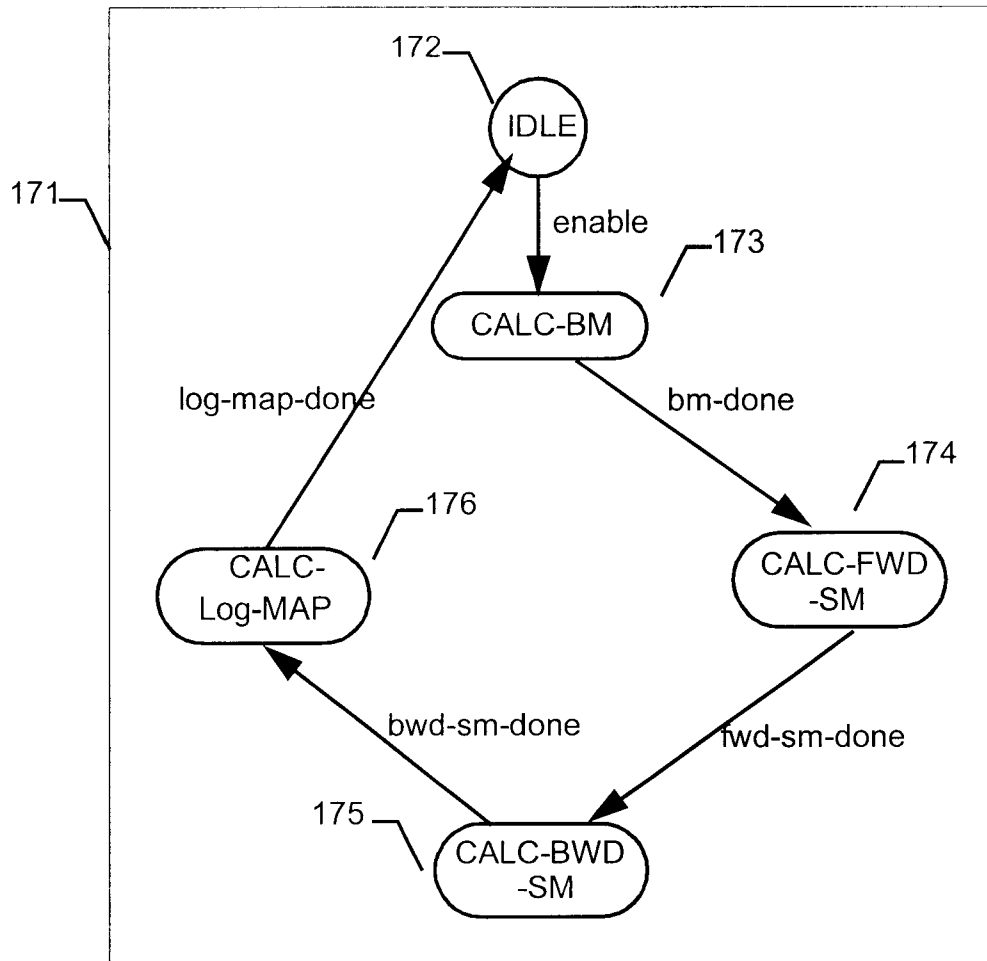 172
IDLE
171
enable
173
CALC-BM
log-map-done
bm-done
174
176
CALC-
Log-MAP
CALC-FWD
-SM
bwd-sm-done
fwd-sm-done
175
CALC-BWD
-SM